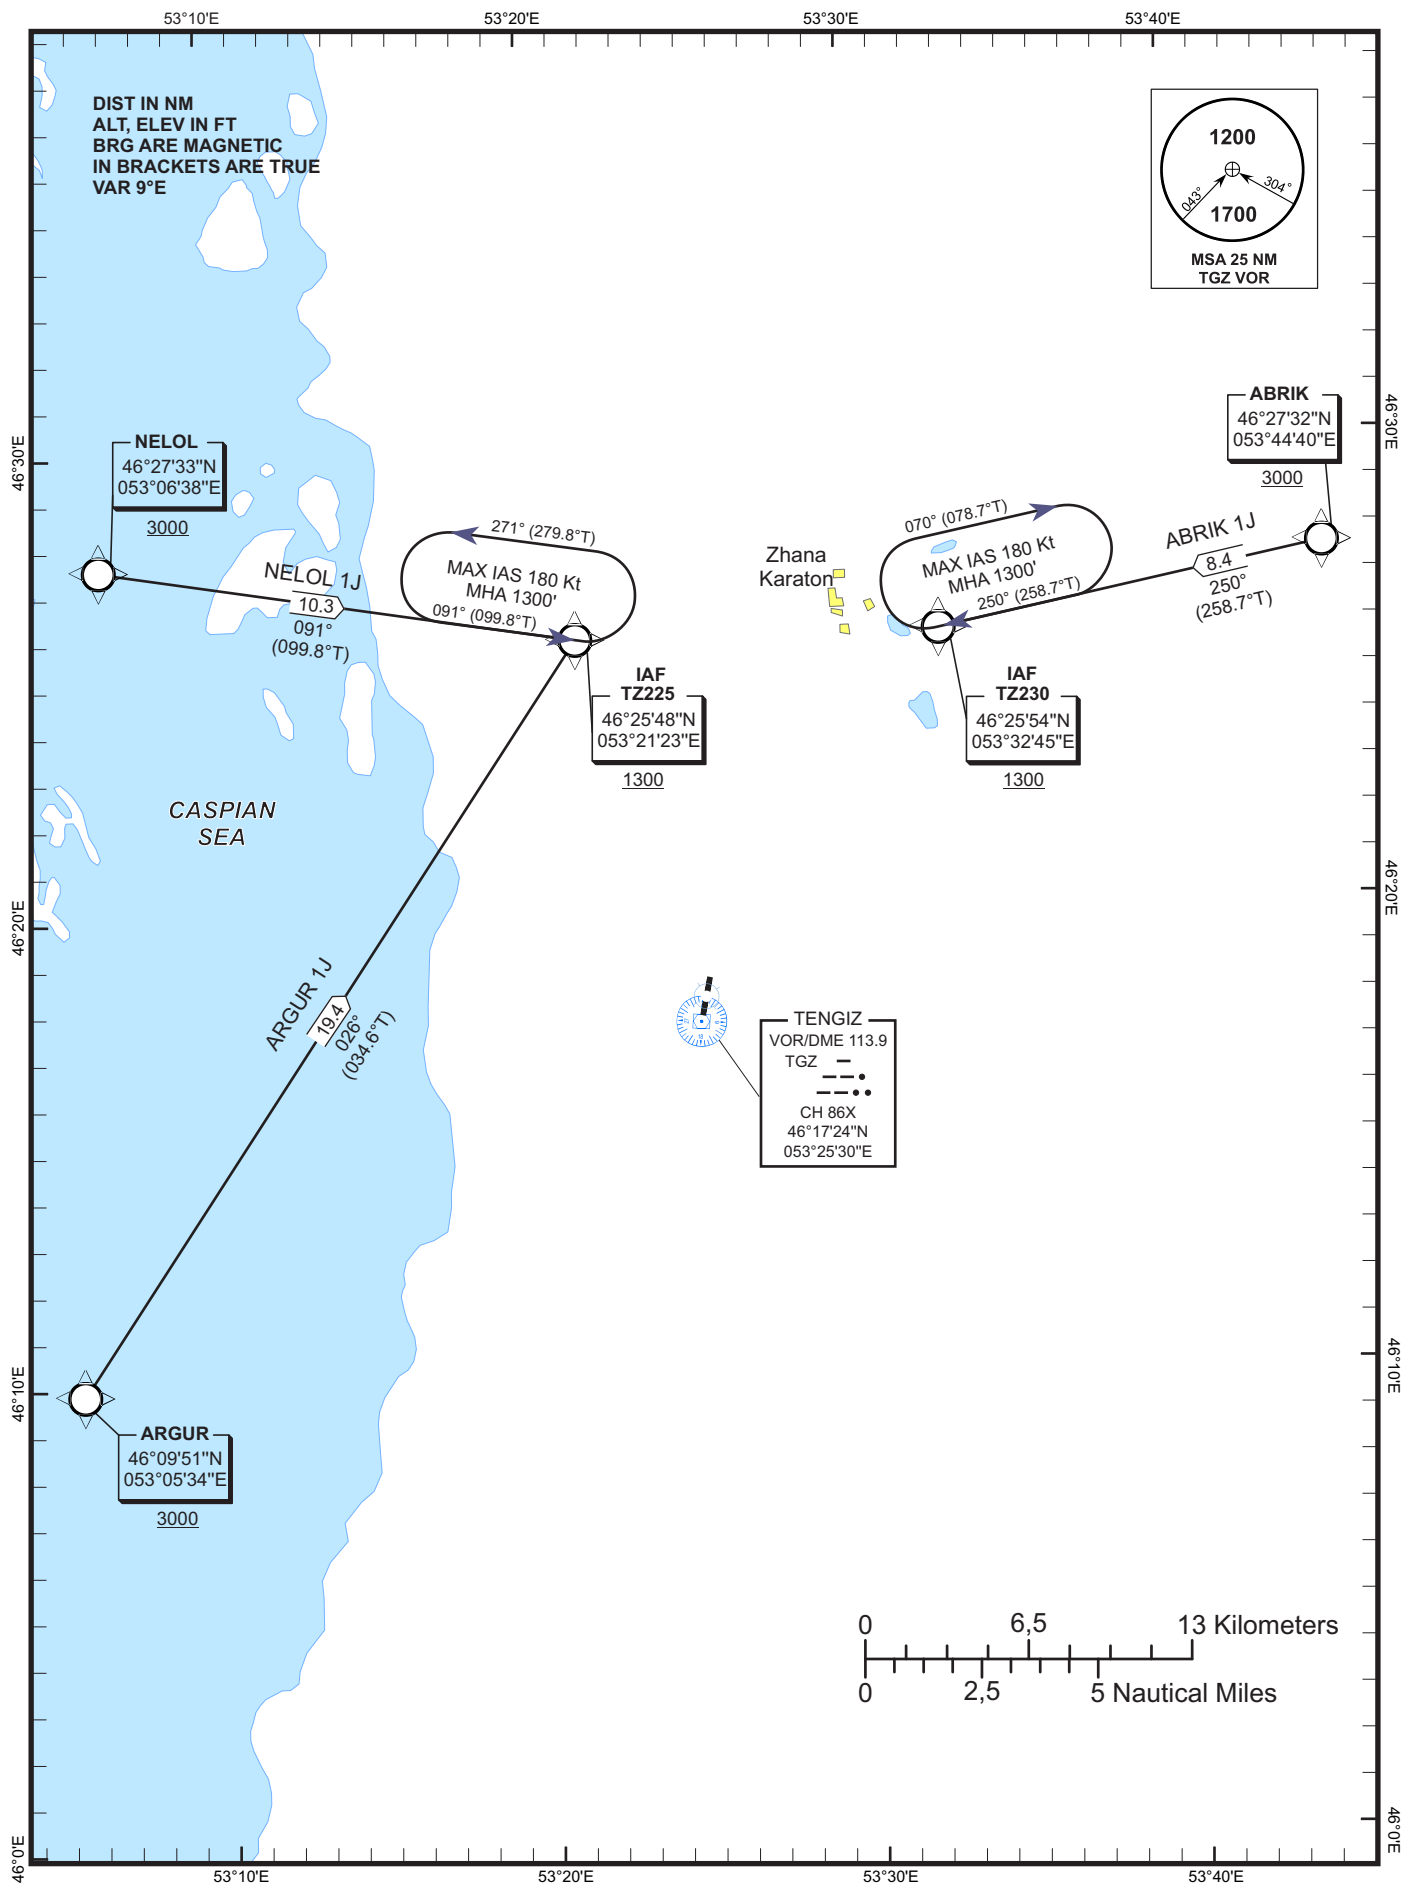 53°10'E
53°20'E
53°30'E
53°40'E
DIST IN NM
ALT, ELEV IN FT
BRG ARE MAGNETIC
IN BRACKETS ARE TRUE
VAR 9°E
1200
043°
304°
1700
MSA 25 NM
TGZ VOR
ABRIK
46°27'32"N
053°44'40"E
3000
46°30'E
46°30'E
NELOL
46°27'33"N
053°06'38"E
3000
271° (279.8°T)
MAX IAS 180 Kt
MHA 1300'
091° (099.8°T)
NELOL 1J
10.3
091°
(099.8°T)
Zhana
Karaton
070° (078.7°T)
MAX IAS 180 Kt
MHA 1300'
250° (258.7°T)
ABRIK 1J
8.4
250°
(258.7°T)
IAF
TZ225
46°25'48"N
053°21'23"E
1300
IAF
TZ230
46°25'54"N
053°32'45"E
1300
CASPIAN
SEA
46°20'E
46°20'E
ARGUR 1J
19.4
026°
(034.6°T)
TENGIZ
VOR/DME 113.9
TGZ
CH 86X
46°17'24"N
053°25'30"E
46°10'E
46°10'E
ARGUR
46°09'51"N
053°05'34"E
3000
0
6,5
13 Kilometers
0
2,5
5 Nautical Miles
46°0'E
46°0'E
53°10'E
53°20'E
53°30'E
53°40'E